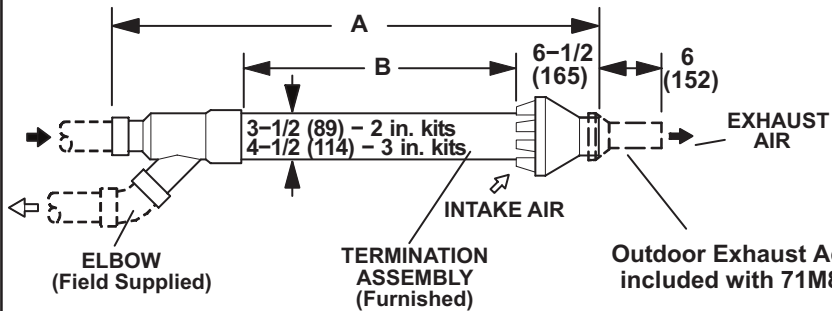 A
B
6−1/2
(165)
6
(152)
3−1/2 (89) − 2 in. kits
4−1/2 (114) − 3 in. kits
EXHAUST
AIR
INTAKE AIR
ELBOW
(Field Supplied)
TERMINATION
ASSEMBLY
(Furnished)
Outdoor Exhaust
included with